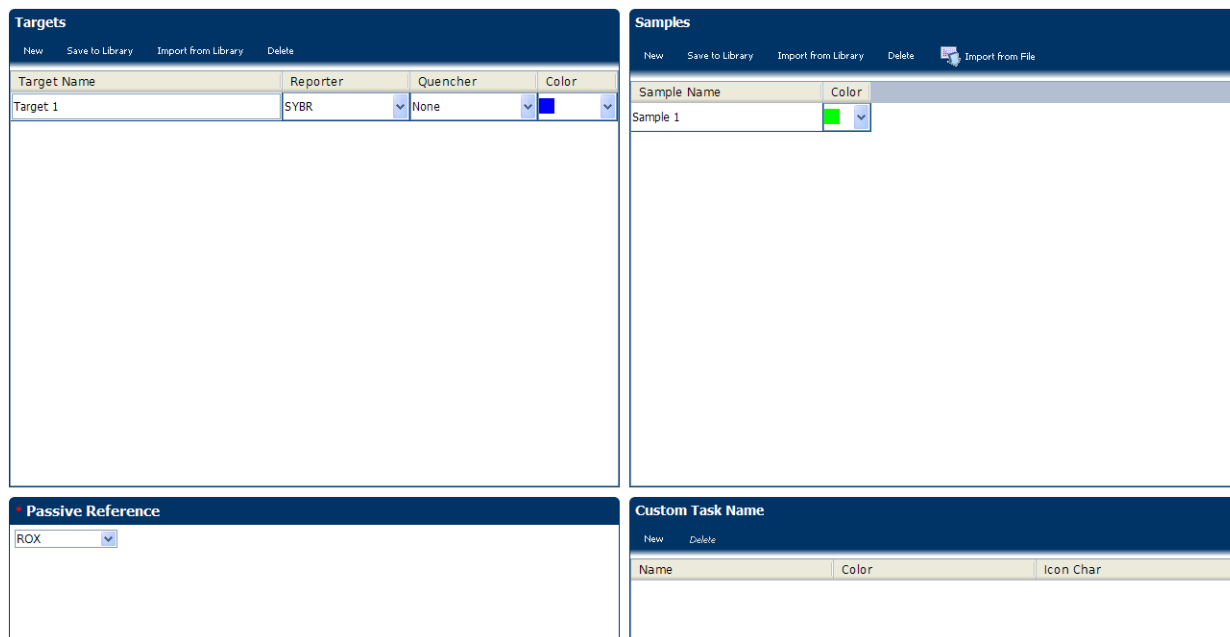 Targets
New Save to Library Import from Library Delete
Target Name Reporter Quencher Color
Target 1 SYBR None
Samples
New Save to Library Import from Library Delete Import from File
Sample Name Color
Sample 1
* Passive Reference
ROX
Custom Task Name
New Delete
Name Color Icon Char